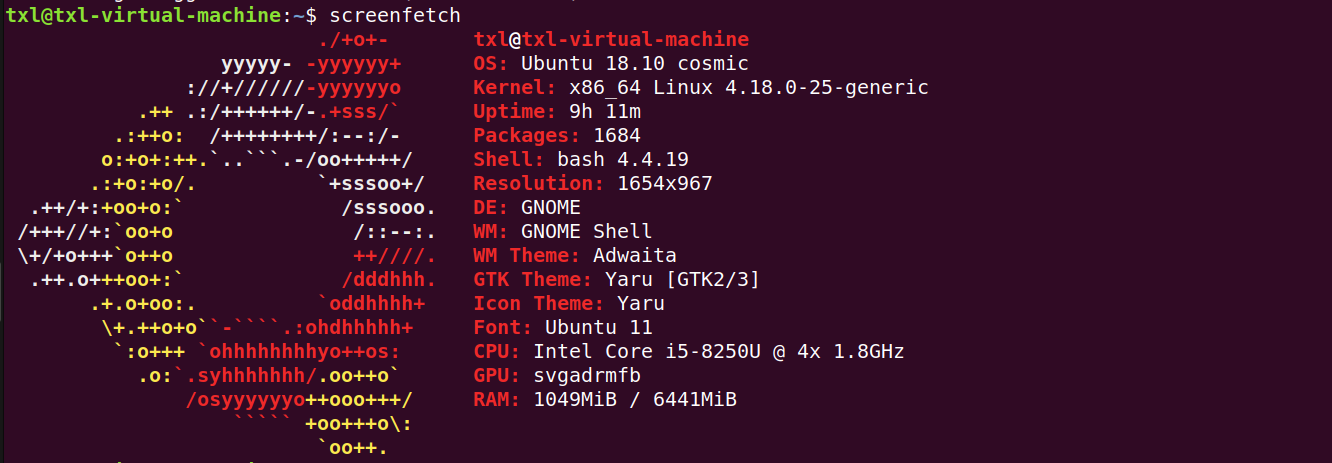 txl@txl-virtual-machine:~$ screenfetch
./+o+- txl@txl-virtual-machine
yyyyy- -yyyyyy+ OS: Ubuntu 18.10 cosmic
://+//////-yyyyyyo Kernel: x86_64 Linux 4.18.0-25-generic
.++ .:/++++++/-.+sss/` Uptime: 9h 11m
.:++o: /++++++++/:--:/- Packages: 1684
o:+o+:++.`..```.-/oo+++++/ Shell: bash 4.4.19
.:+o:+o/. `+sssoo+/ Resolution: 1654x967
.++/+:+oo+o:` /sssooo. DE: GNOME
/+++//+:`oo+o /::--:. WM: GNOME Shell
\+/+o+++`o++o ++////. WM Theme: Adwaita
.++.o+++oo+:` /dddhhh. GTK Theme: Yaru [GTK2/3]
.+.o+oo:. `oddhhhh+ Icon Theme: Yaru
\+.++o+o``-````.:ohdhhhhh+ Font: Ubuntu 11
`:o+++ `ohhhhhhhhyo++os: CPU: Intel Core i5-8250U @ 4x 1.8GHz
.o:`.syhhhhhhh/.oo++o` GPU: svgadrmfb
/osyyyyyyo++ooo+++/ RAM: 1049MiB / 6441MiB
````` +oo+++o\:
`oo++.